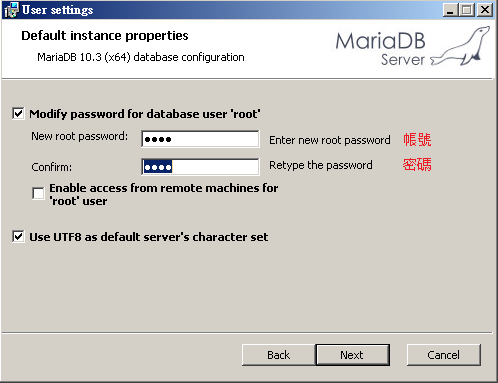 User settings
Default instance properties
MariaDB 10.3 (x64) database configuration
MariaDB
Server
Modify password for database user 'root'
New root password:
Enter new root password 帳號
Confirm:
Retype the password 密碼
Enable access from remote machines for
'root' user
Use UTF8 as default server's character set
Back Next Cancel